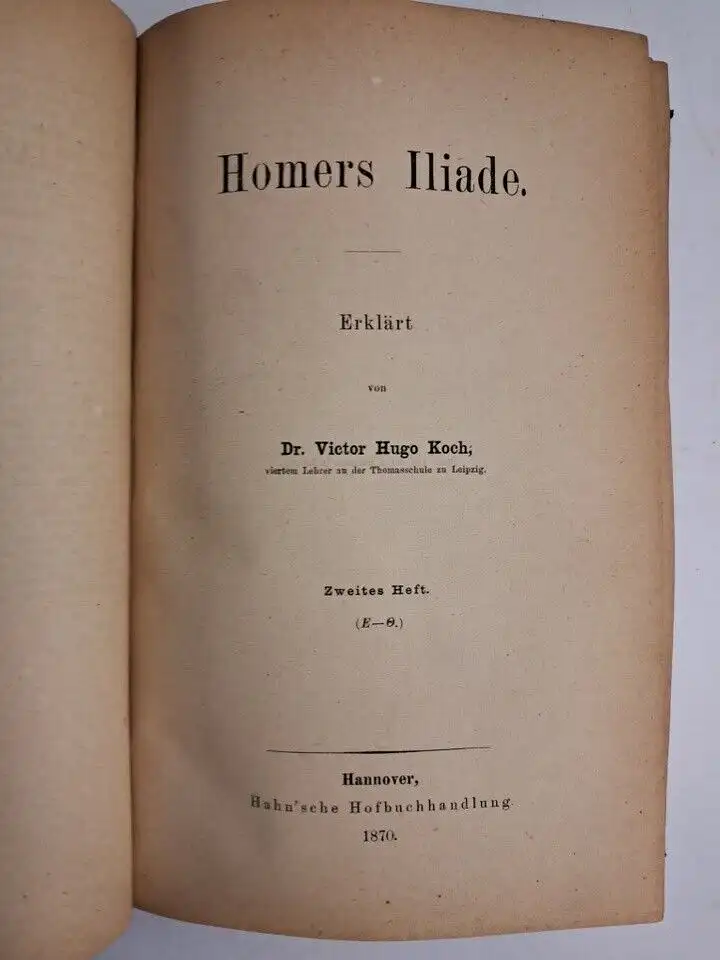 Homers Iliade.
Erklärt
von
Dr. Victor Hugo Koch,
viertem Lehrer an der Thomasschule zu Leipzig.
Zweites Heft.
(E—Θ.)
Hannover,
Hahn'sche Hofbuchhandlung
1870.